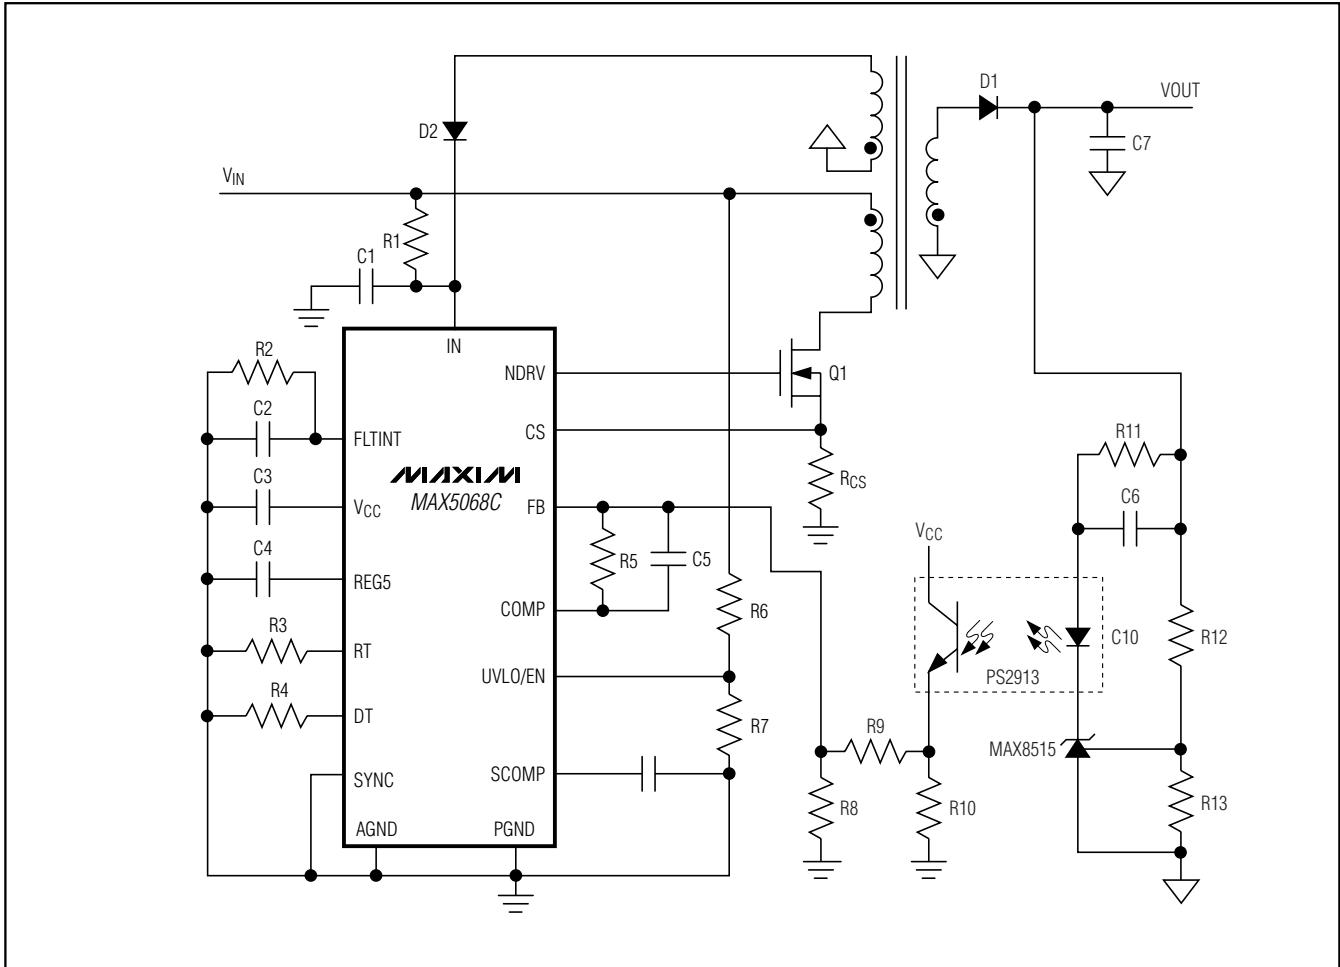 D1
VOUT
D2
C7
VIN
R1
C1
IN
R2
NDRV
Q1
C2
CS
R11
FLTINT
MAXIM
C3
RCS
C6
MAX5068C
VCC
FB
VCC
C4
R5
C5
REG5
COMP
R6
R3
C10
R12
RT
UVLO/EN
PS2913
R4
DT
R7
R9
MAX8515
SYNC
SCOMP
R8
R10
R13
AGND
PGND